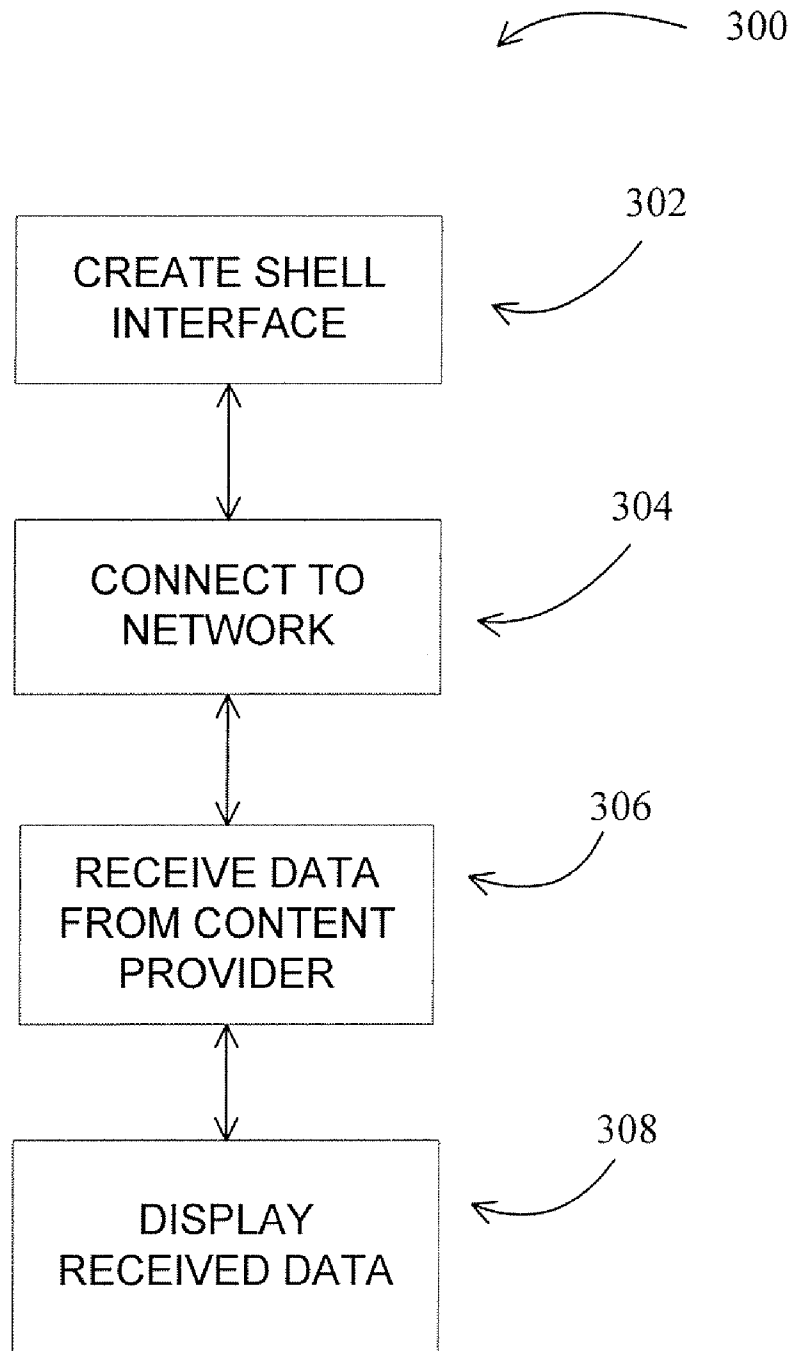 300
302
CREATE SHELL
INTERFACE
304
CONNECT TO
NETWORK
306
RECEIVE DATA
FROM CONTENT
PROVIDER
308
DISPLAY
RECEIVED DATA